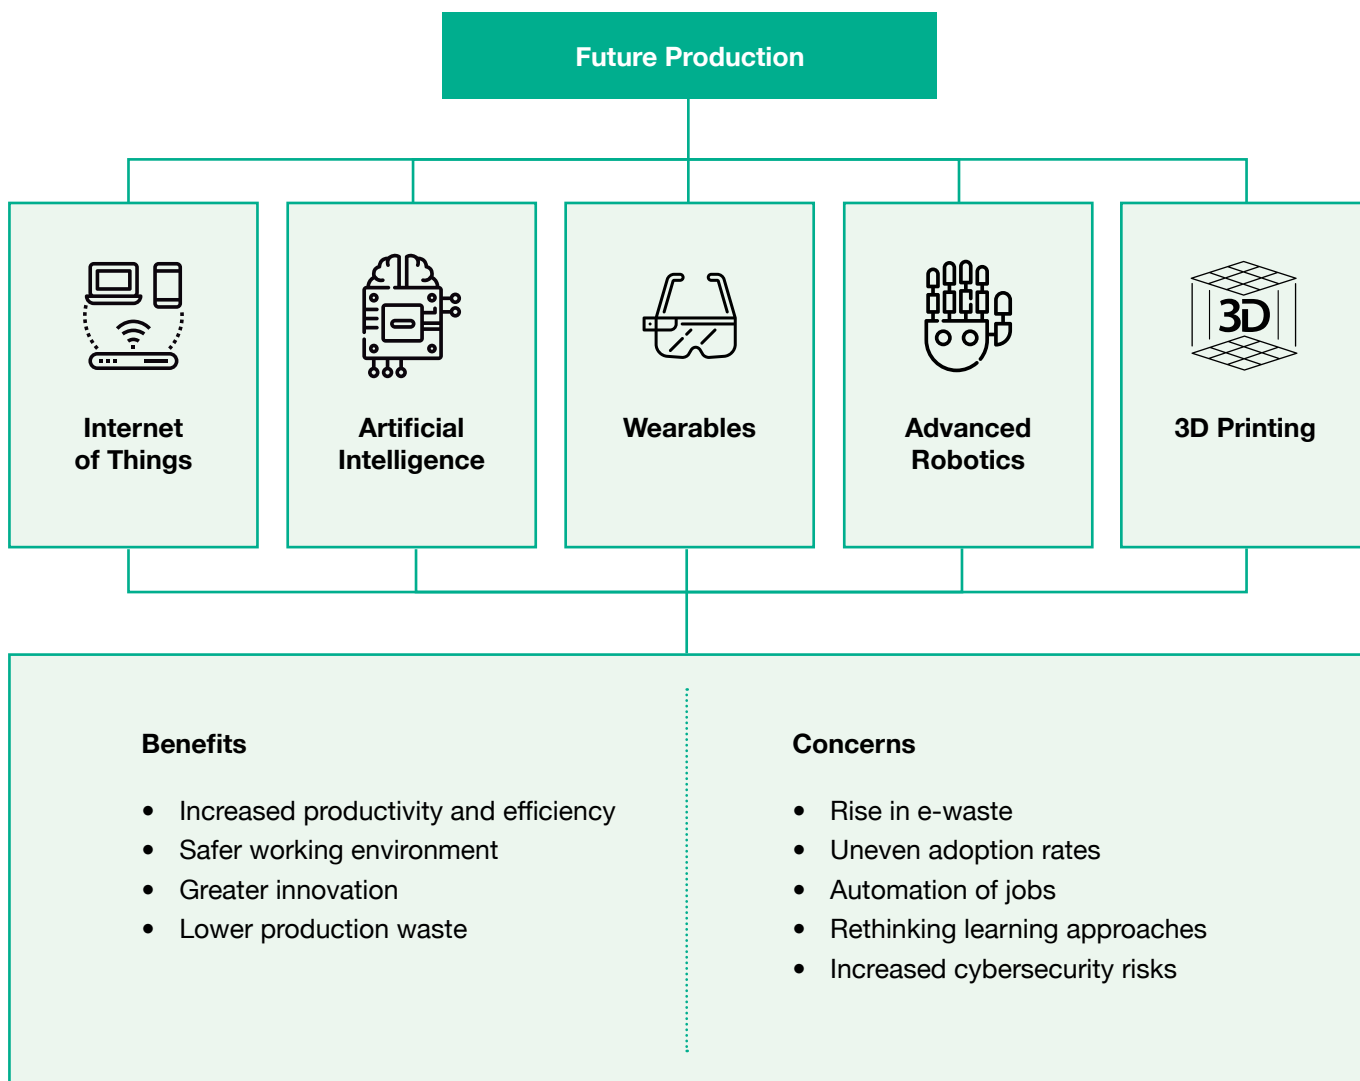 Future Production
Internet
of Things
Artificial
Intelligence
Wearables
Advanced
Robotics
3D
3D Printing
Benefits
• Increased productivity and efficiency
• Safer working environment
• Greater innovation
• Lower production waste
Concerns
• Rise in e-waste
• Uneven adoption rates
• Automation of jobs
• Rethinking learning approaches
• Increased cybersecurity risks